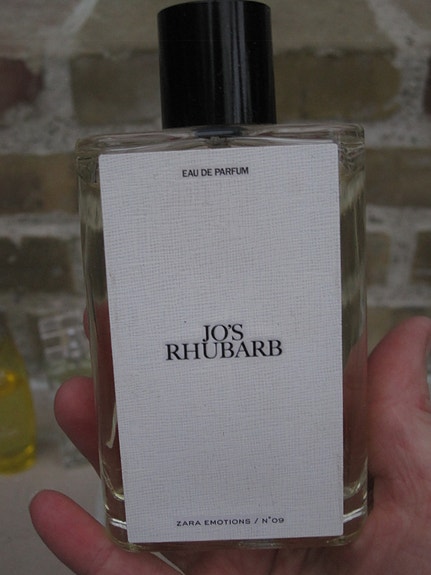 EAU DE PARFUM
JO'S
RHUBARB
ZARA EMOTIONS / N°09